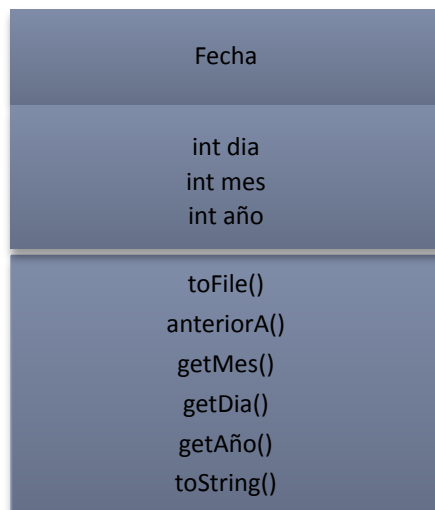 Fecha
int dia
int mes
int año
toFile()
anteriorA()
getMes()
getDia()
getAño()
toString()